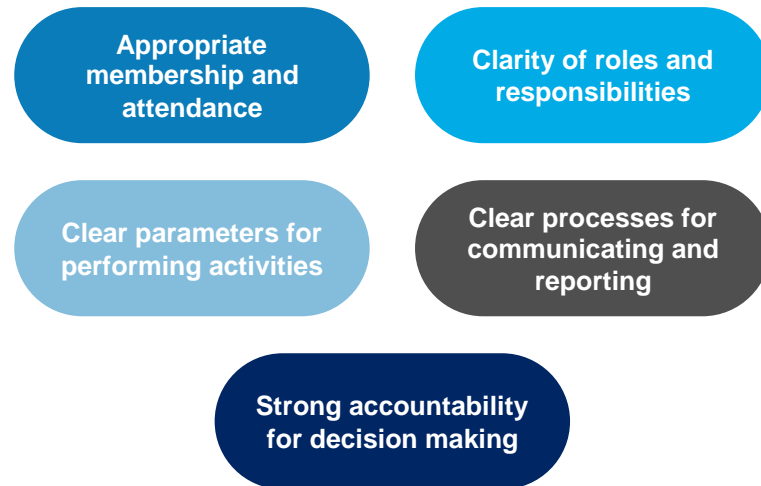 Appropriate
membership and
attendance
Clarity of roles and
responsibilities
Clear parameters for
performing activities
Clear processes for
communicating and
reporting
Strong accountability
for decision making